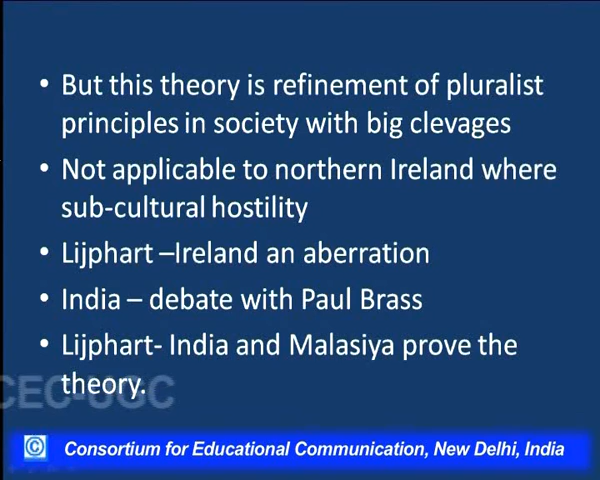 • But this theory is refinement of pluralist
principles in society with big clevages
• Not applicable to northern Ireland where
sub-cultural hostility
• Lijphart –Ireland an aberration
• India – debate with Paul Brass
• Lijphart- India and Malasiya prove the
theory.
CEC-UGC
© Consortium for Educational Communication, New Delhi, India